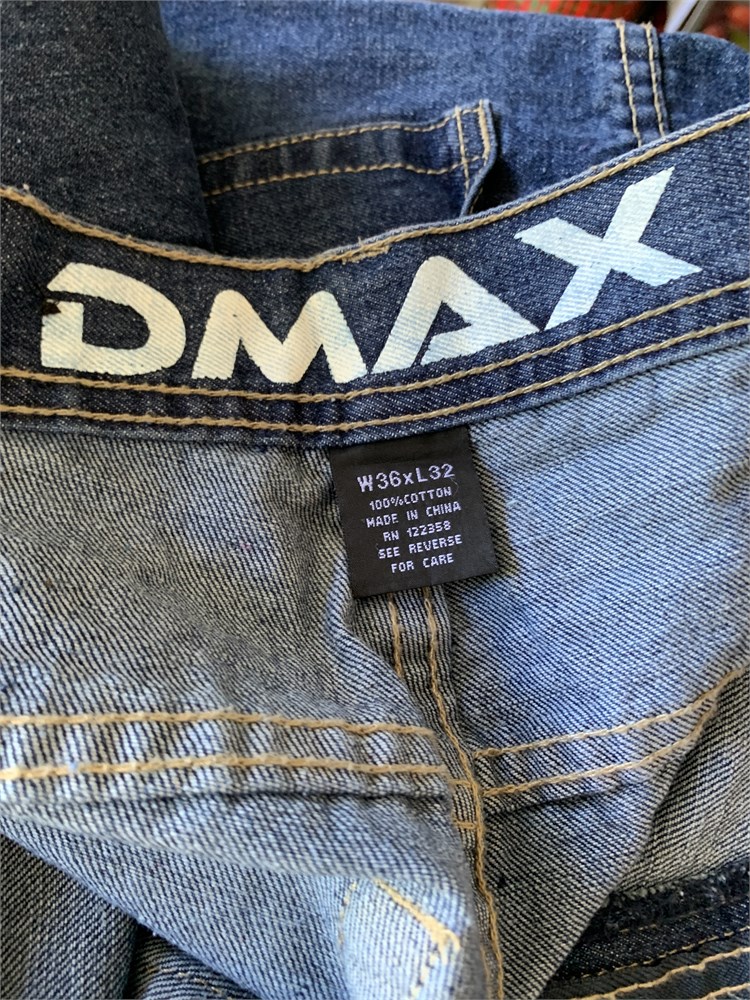 DMAX
W36xL32
100%COTTON
MADE IN CHINA
RN 122358
SEE REVERSE
FOR CARE